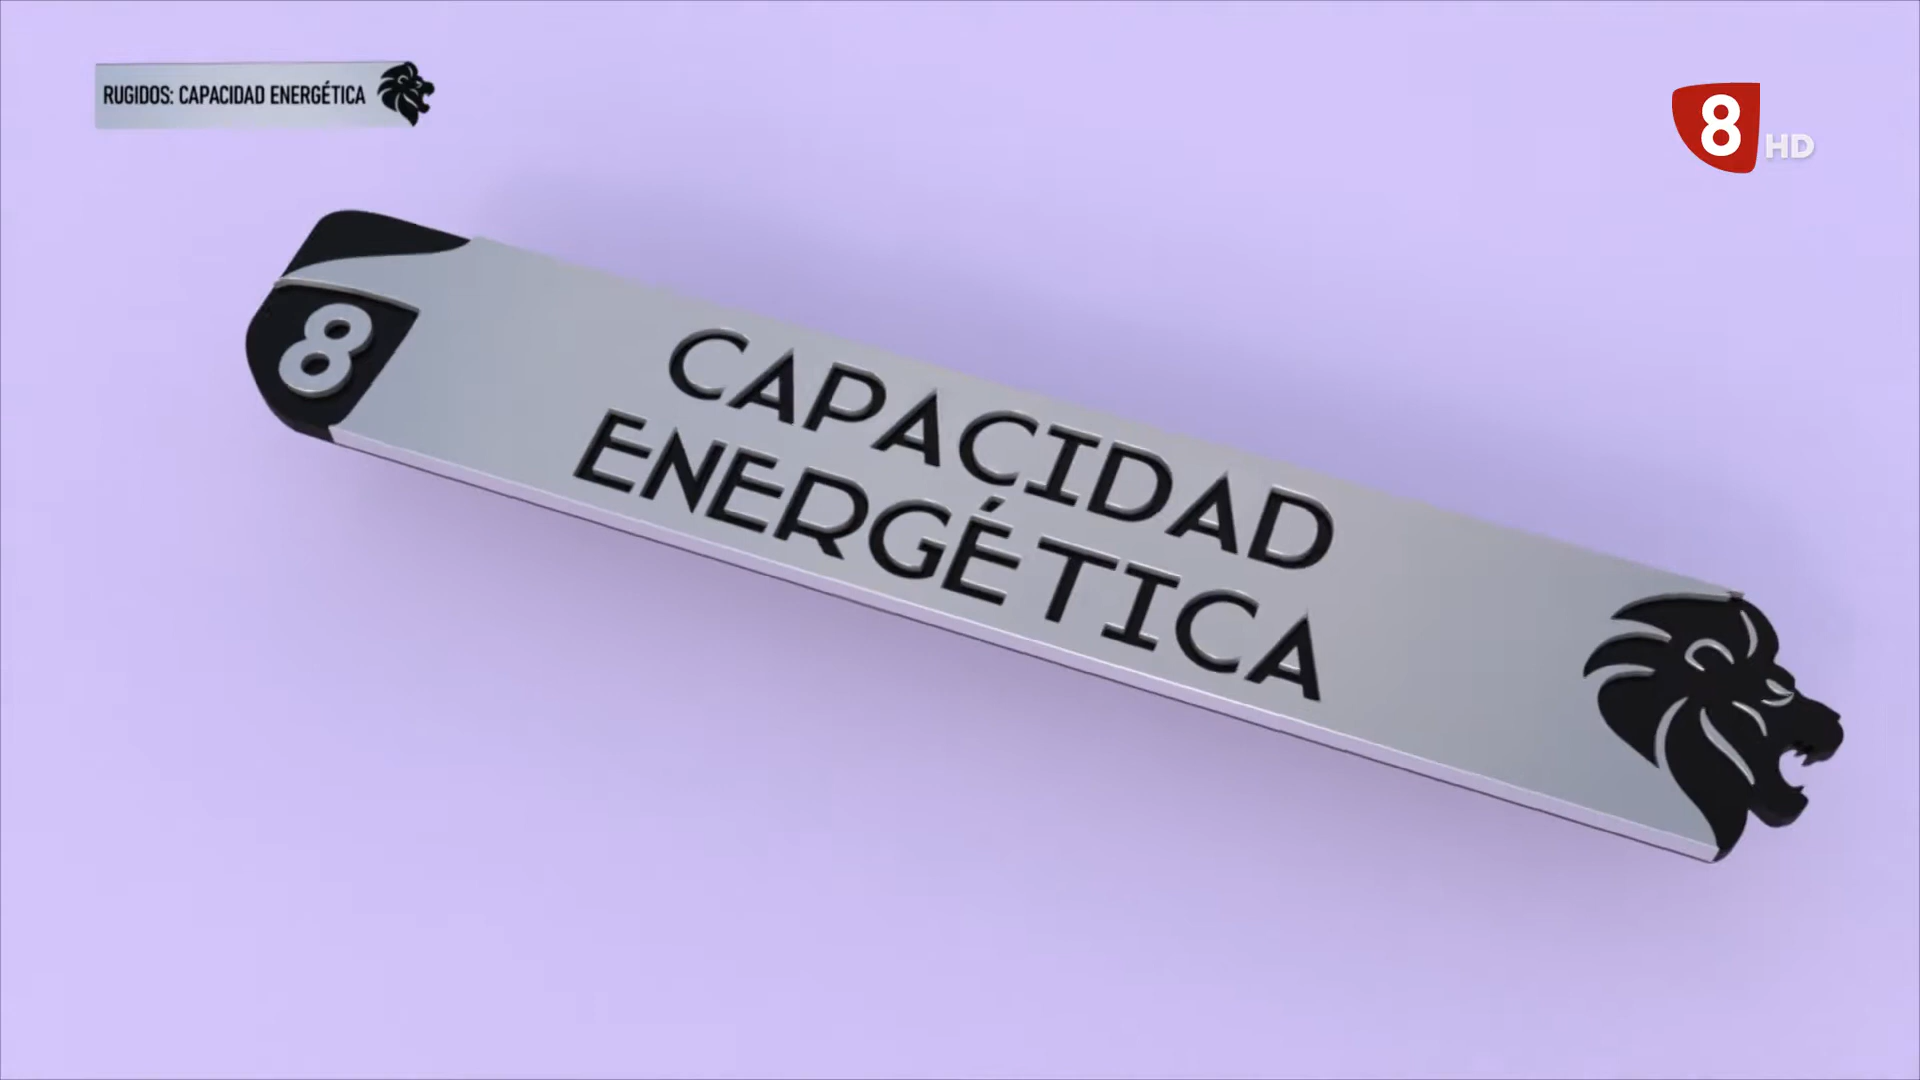 RUGIDOS: CAPACIDAD ENERGÉTICA
8 HD
8
CAPACIDAD
ENERGÉTICA